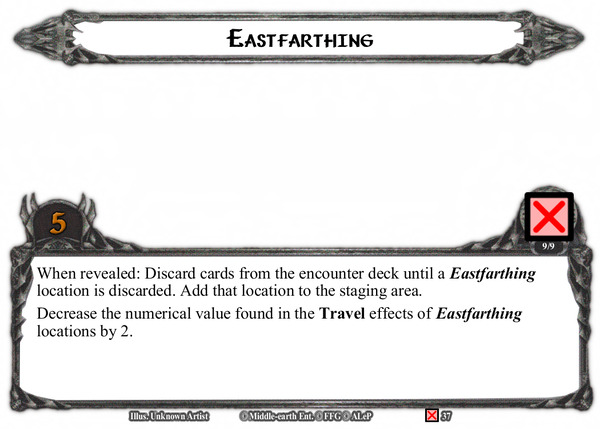 Eastfarthing
5
9/9
When revealed: Discard cards from the encounter deck until a Eastfarthing
location is discarded. Add that location to the staging area.
Decrease the numerical value found in the Travel effects of Eastfarthing
locations by 2.
Illus. Unknown Artist © Middle-earth Ent. © FFG © ALeP 37